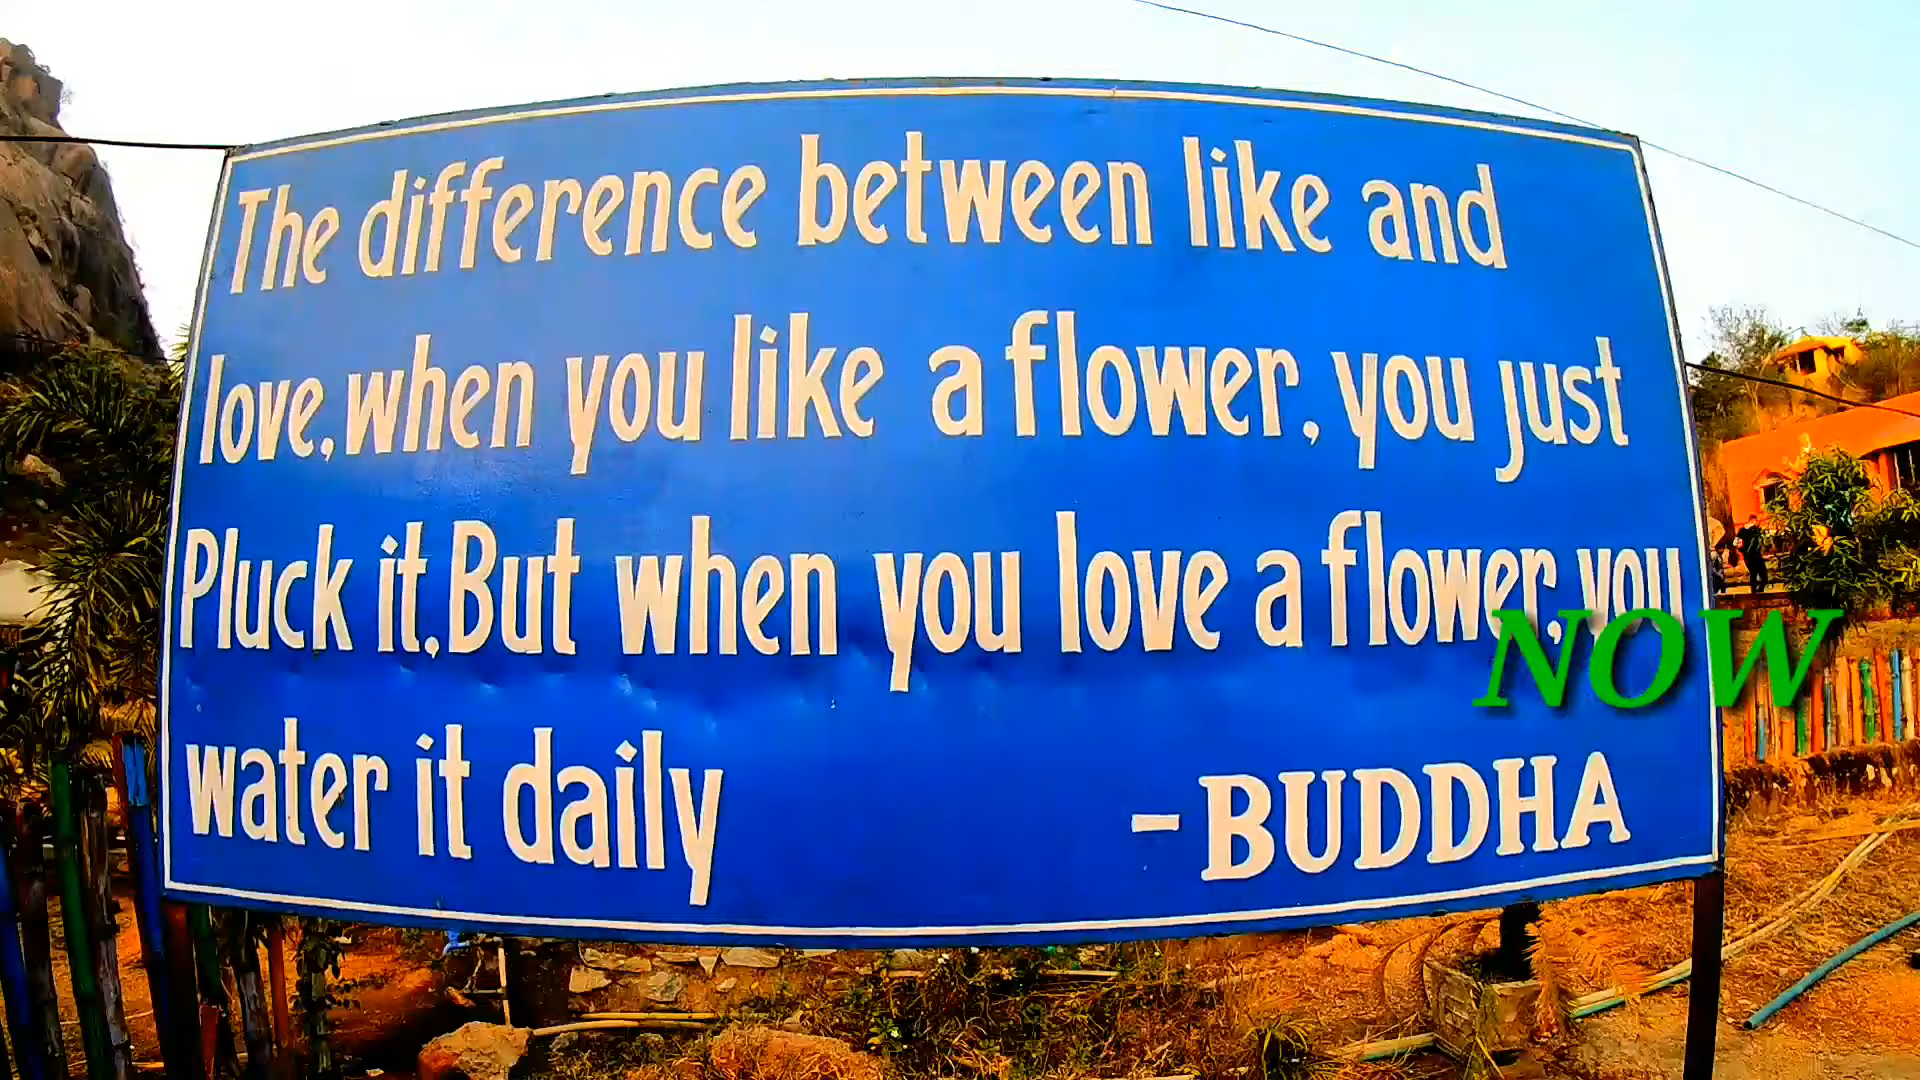 The difference between like and
love, when you like a flower, you just
Pluck it. But when you love a flower, you
NOW
water it daily
- BUDDHA